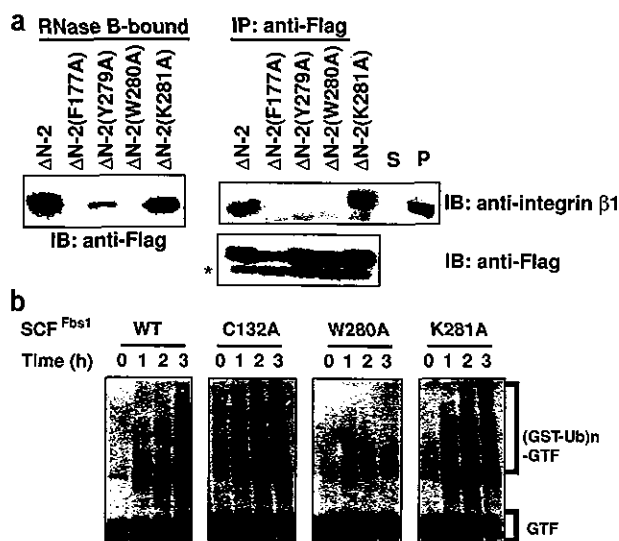 a
RNase B-bound
IP: anti-Flag
ΔN-2
ΔN-2(F177A)
ΔN-2(Y279A)
ΔN-2(W280A)
ΔN-2(K281A)
ΔN-2
ΔN-2(F177A)
ΔN-2(Y279A)
ΔN-2(W280A)
ΔN-2(K281A)
S
P
IB: anti-integrin β1
IB: anti-Flag
*
IB: anti-Flag
b
SCF Fbs1 WT C132A W280A K281A
Time (h) 0 1 2 3 0 1 2 3 0 1 2 3 0 1 2 3
(GST-Ub)n
-GTF
GTF